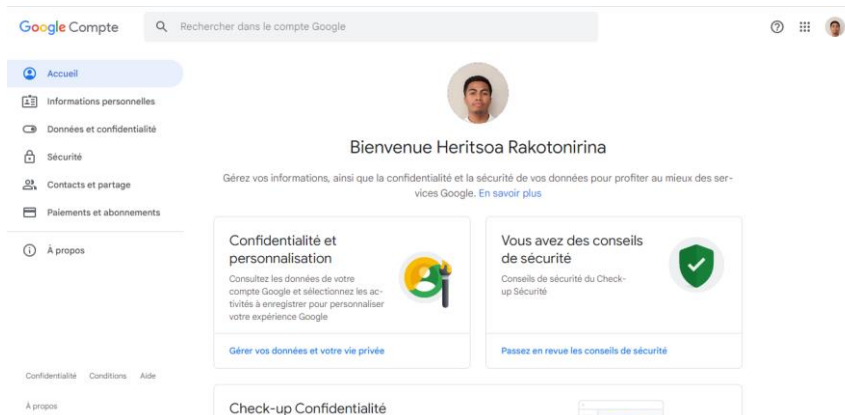 Google Compte
Rechercher dans le compte Google
Accueil
Informations personnelles
Données et confidentialité
Sécurité
Contacts et partage
Paiements et abonnements
À propos
Bienvenue Heritsoa Rakotonirina
Gérez vos informations, ainsi que la confidentialité et la sécurité de vos données pour profiter au mieux des ser-
vices Google. En savoir plus
Confidentialité et
personnalisation
Consultez les données de votre
compte Google et sélectionnez les ac-
tivités à enregistrer pour personnaliser
votre expérience Google
Gérer vos données et votre vie privée
Vous avez des conseils
de sécurité
Conseils de sécurité du Check-
up Sécurité
Passez en revue les conseils de sécurité
Check-up Confidentialité
Confidentialité Conditions Aide
À propos